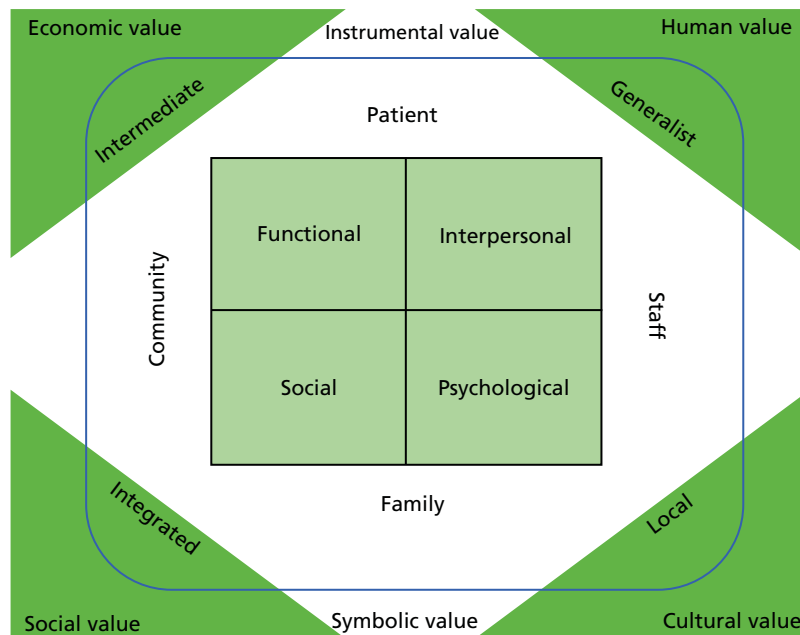 Economic value
Instrumental value
Human value
Intermediate
Generalist
Patient
Functional
Interpersonal
Community
Staff
Social
Psychological
Family
Integrated
Local
Social value
Symbolic value
Cultural value